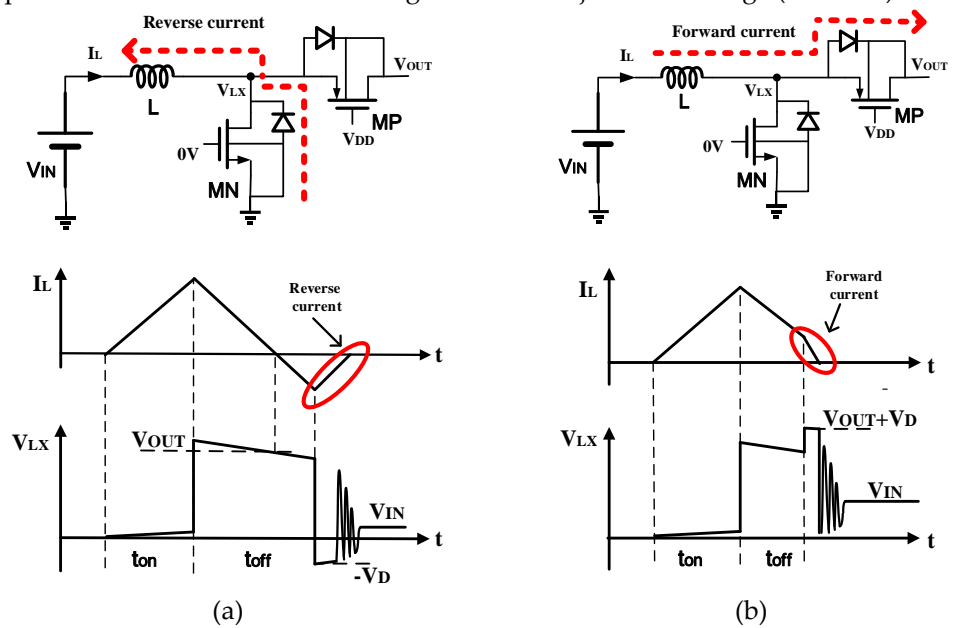 Reverse current
IL
L
VLX
VOUT
MP
VDD
0V
MN
VIN
Forward current
IL
L
VLX
VOUT
MP
VDD
0V
MN
VIN
IL
Reverse
current
t
VLX
VOUT
VIN
t
ton
toff
-VD
(a)
IL
Forward
current
t
VLX
VOUT+VD
VIN
t
ton
toff
(b)